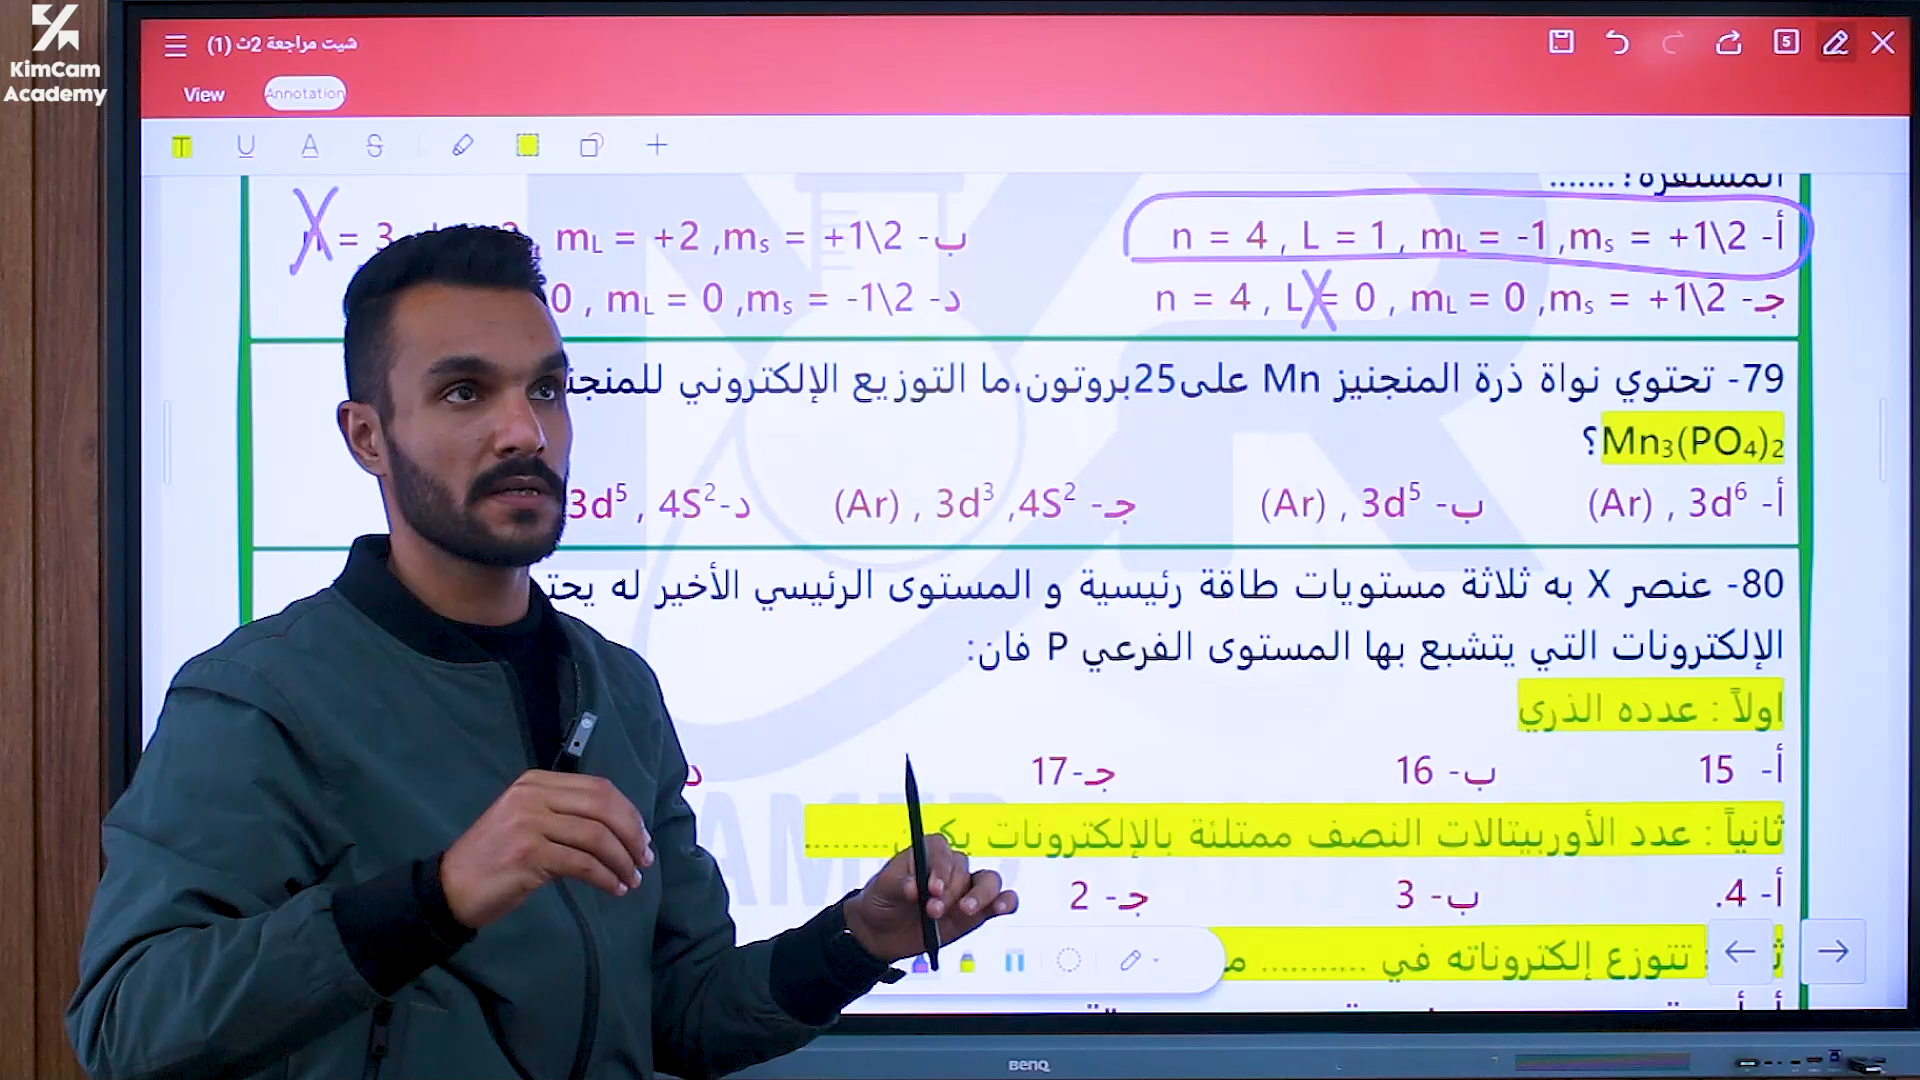 KimCam
Academy
شيت مراجعة 2ث (1)
5
View Annotation
T U A S
المستقرة؟.......
أ- n = 4 , L = 1 , mL = -1 ,ms = +1\2
ب- = 3 , mL = +2 ,ms = +1\2
جـ- n = 4 , L = 0 , mL = 0 ,ms = +1\2
د- 0 , mL = 0 ,ms = -1\2
79- تحتوي نواة ذرة المنجنيز Mn على25بروتون،ما التوزيع الإلكتروني
Mn₃(PO₄)₂؟
أ- (Ar) , 3d⁶
ب- (Ar) , 3d⁵
جـ- (Ar) , 3d³ ,4S²
د- 3d⁵ , 4S²
80- عنصر X به ثلاثة مستويات طاقة رئيسية و المستوى الرئيسي الأخير له
الإلكترونات التي يتشبع بها المستوى الفرعي P فان:
اولاً : عدده الذري
أ- 15
ب- 16
جـ-17
د
ثانياً : عدد الأوربيتالات النصف ممتلئة بالإلكترونات .........
أ- 4.
ب- 3
جـ- 2
: تتوزع إلكتروناته في ...........
BenQ